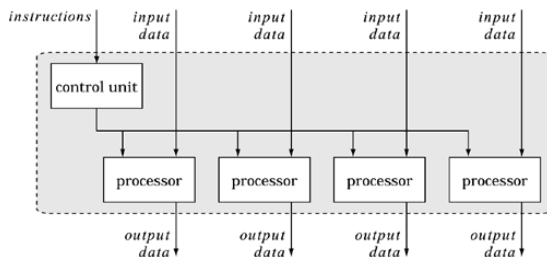 instructions
input
data
input
data
input
data
input
data
control unit
processor
processor
processor
processor
output
data
output
data
output
data
output
data